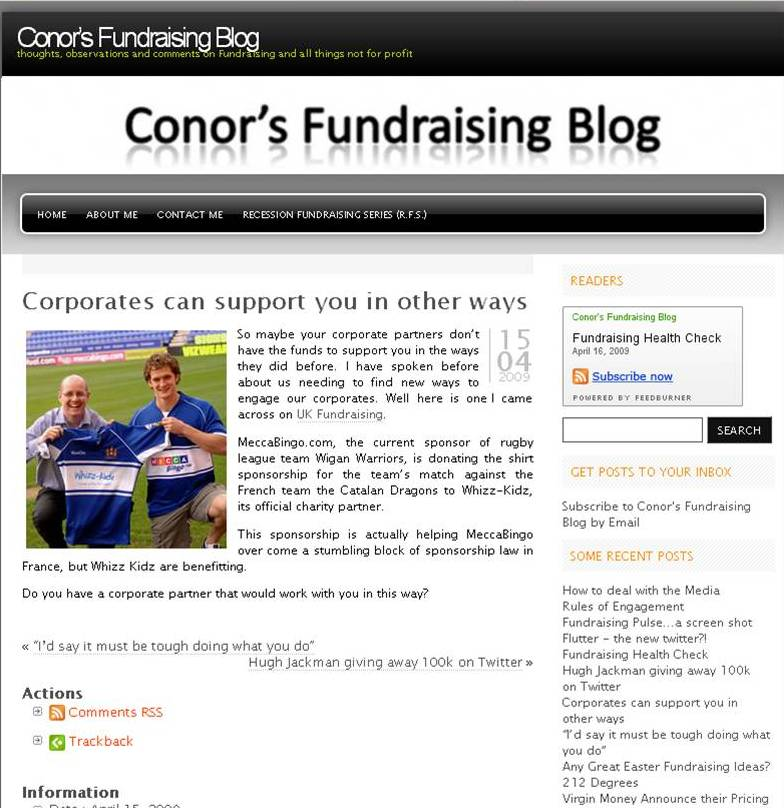 Conor's Fundraising Blog
thoughts, observations and comments on Fundraising and all things not for profit
Conor's Fundraising Blog
HOME ABOUT ME CONTACT ME RECESSION FUNDRAISING SERIES (R.F.S.)
Corporates can support you in other ways
15
04
2009
So maybe your corporate partners don't
have the funds to support you in the ways
they did before. I have spoken before
about us needing to find new ways to
engage our corporates. Well here is one I came
across on UK Fundraising.
MeccaBingo.com, the current sponsor of rugby
league team Wigan Warriors, is donating the shirt
sponsorship for the team's match against the
French team the Catalan Dragons to Whizz-Kidz,
its official charity partner.
This sponsorship is actually helping MeccaBingo
over come a stumbling block of sponsorship law in
France, but Whizz Kidz are benefitting.
Do you have a corporate partner that would work with you in this way?
Whizz-Kidz
MECCA
bingo
« "I'd say it must be tough doing what you do"
Hugh Jackman giving away 100k on Twitter »
Actions
Comments RSS
Trackback
Information
Date : April 15, 2009
READERS
Conor's Fundraising Blog
Fundraising Health Check
April 16, 2009
Subscribe now
POWERED BY FEEDBURNER
SEARCH
GET POSTS TO YOUR INBOX
Subscribe to Conor's Fundraising
Blog by Email
SOME RECENT POSTS
How to deal with the Media
Rules of Engagement
Fundraising Pulse...a screen shot
Flutter – the new twitter?!
Fundraising Health Check
Hugh Jackman giving away 100k
on Twitter
Corporates can support you in
other ways
"I'd say it must be tough doing what
you do"
Any Great Easter Fundraising Ideas?
212 Degrees
Virgin Money Announce their Pricing